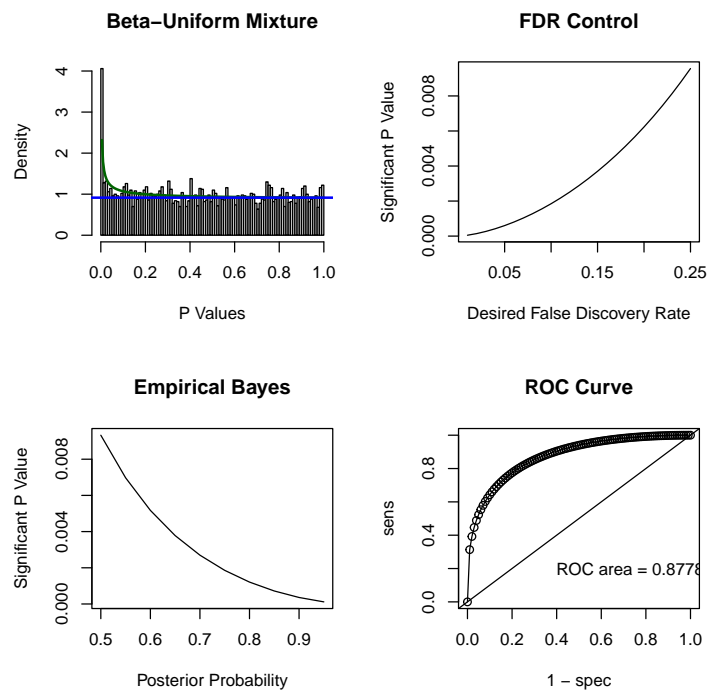 Beta−Uniform Mixture
Density
0
1
2
3
4
0.0 0.2 0.4 0.6 0.8 1.0
P Values
FDR Control
Significant P Value
0.000
0.004
0.008
0.05 0.15 0.25
Desired False Discovery Rate
Empirical Bayes
Significant P Value
0.000
0.004
0.008
0.5 0.6 0.7 0.8 0.9
Posterior Probability
ROC Curve
sens
0.0
0.4
0.8
ROC area = 0.8778
0.0 0.2 0.4 0.6 0.8 1.0
1 − spec